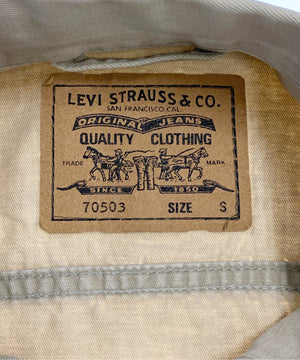 LEVI STRAUSS & CO.
SAN FRANCISCO, CAL.
ORIGINAL JEANS
QUALITY CLOTHING
TRADE MARK
SINCE 1850
70503 SIZE S